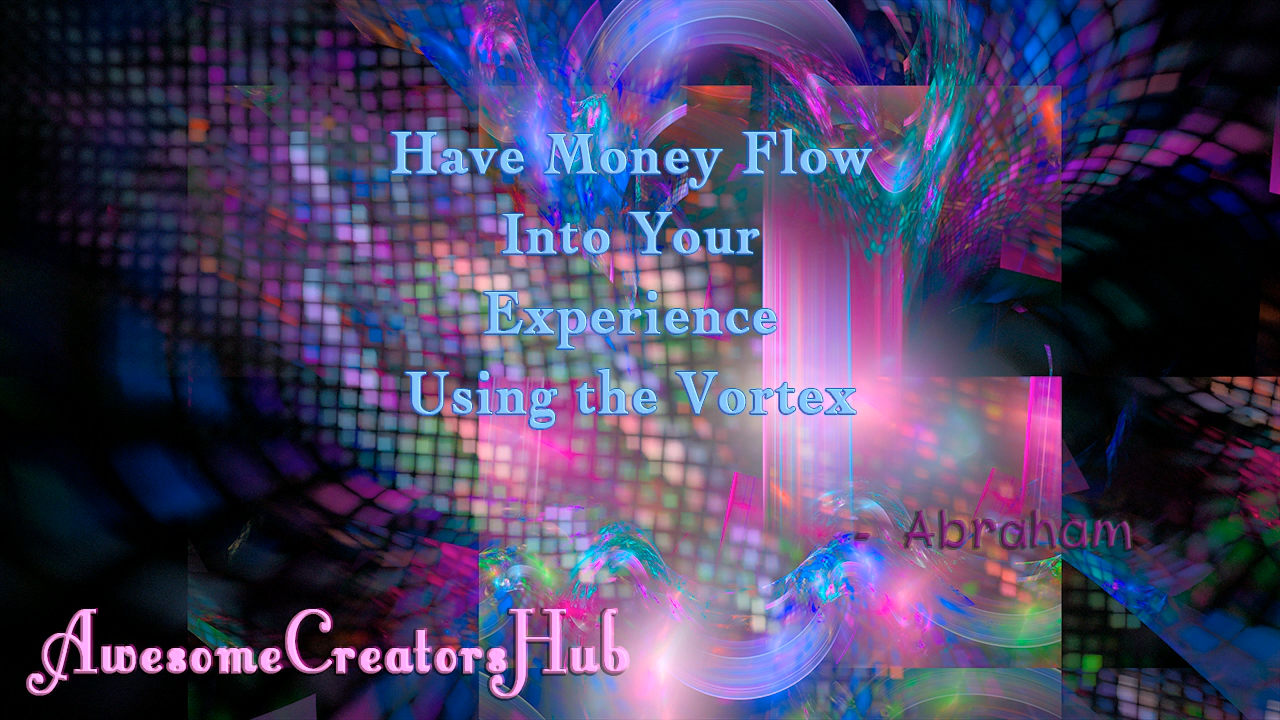 Have Money Flow
Into Your
Experience
Using the Vortex
- Abraham
AwesomeCreatorsHub